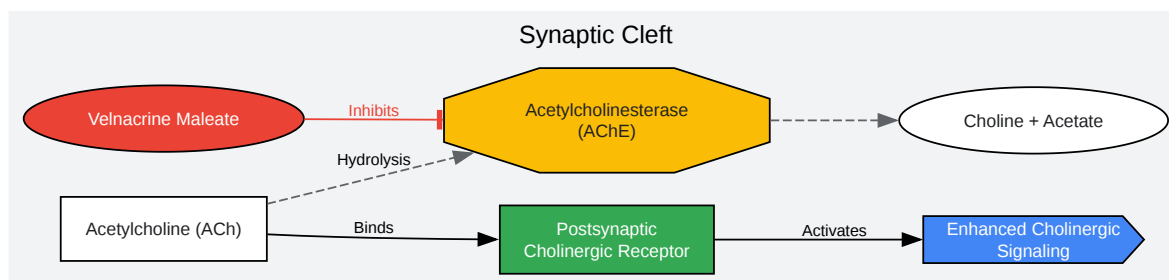 Synaptic Cleft
Velnacrine Maleate
Inhibits
Acetylcholinesterase
(AChE)
Choline + Acetate
Hydrolysis
Acetylcholine (ACh)
Binds
Postsynaptic
Cholinergic Receptor
Activates
Enhanced Cholinergic
Signaling